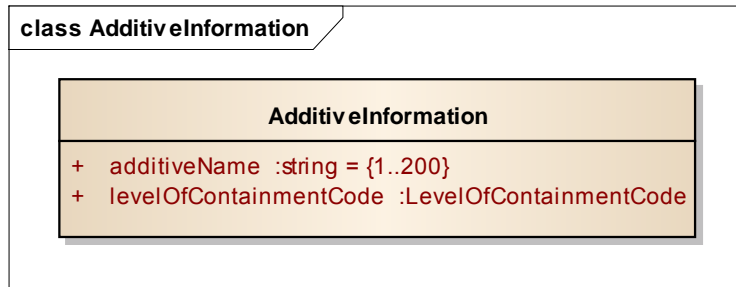 class AdditiveInformation
AdditiveInformation
+ additiveName :string = {1..200}
+ levelOfContainmentCode :LevelOfContainmentCode